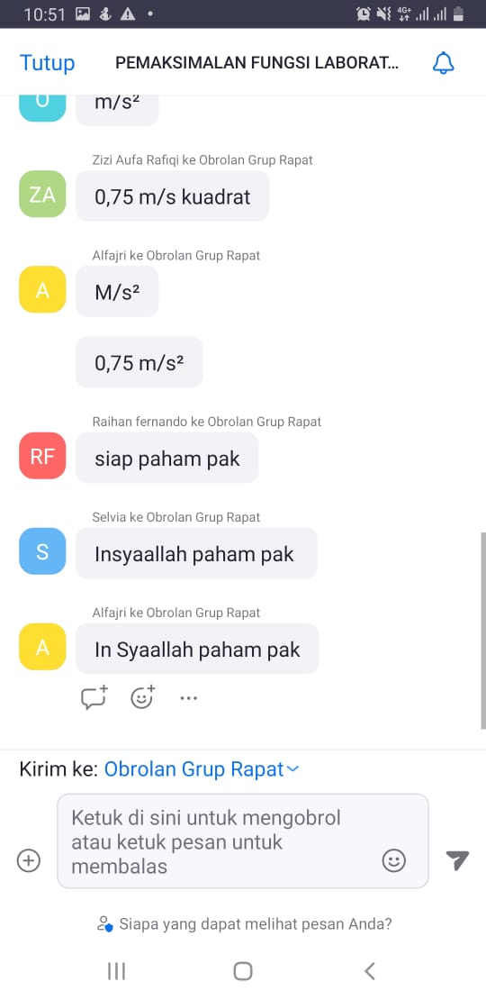 10:51
4G+
Tutup
PEMAKSIMALAN FUNGSI LABORAT...
O
m/s²
Zizi Aufa Rafiqi ke Obrolan Grup Rapat
ZA
0,75 m/s kuadrat
Alfajri ke Obrolan Grup Rapat
A
M/s²
0,75 m/s²
Raihan fernando ke Obrolan Grup Rapat
RF
siap paham pak
Selvia ke Obrolan Grup Rapat
S
Insyaallah paham pak
Alfajri ke Obrolan Grup Rapat
A
In Syaallah paham pak
Kirim ke: Obrolan Grup Rapat
Ketuk di sini untuk mengobrol
atau ketuk pesan untuk
membalas
Siapa yang dapat melihat pesan Anda?